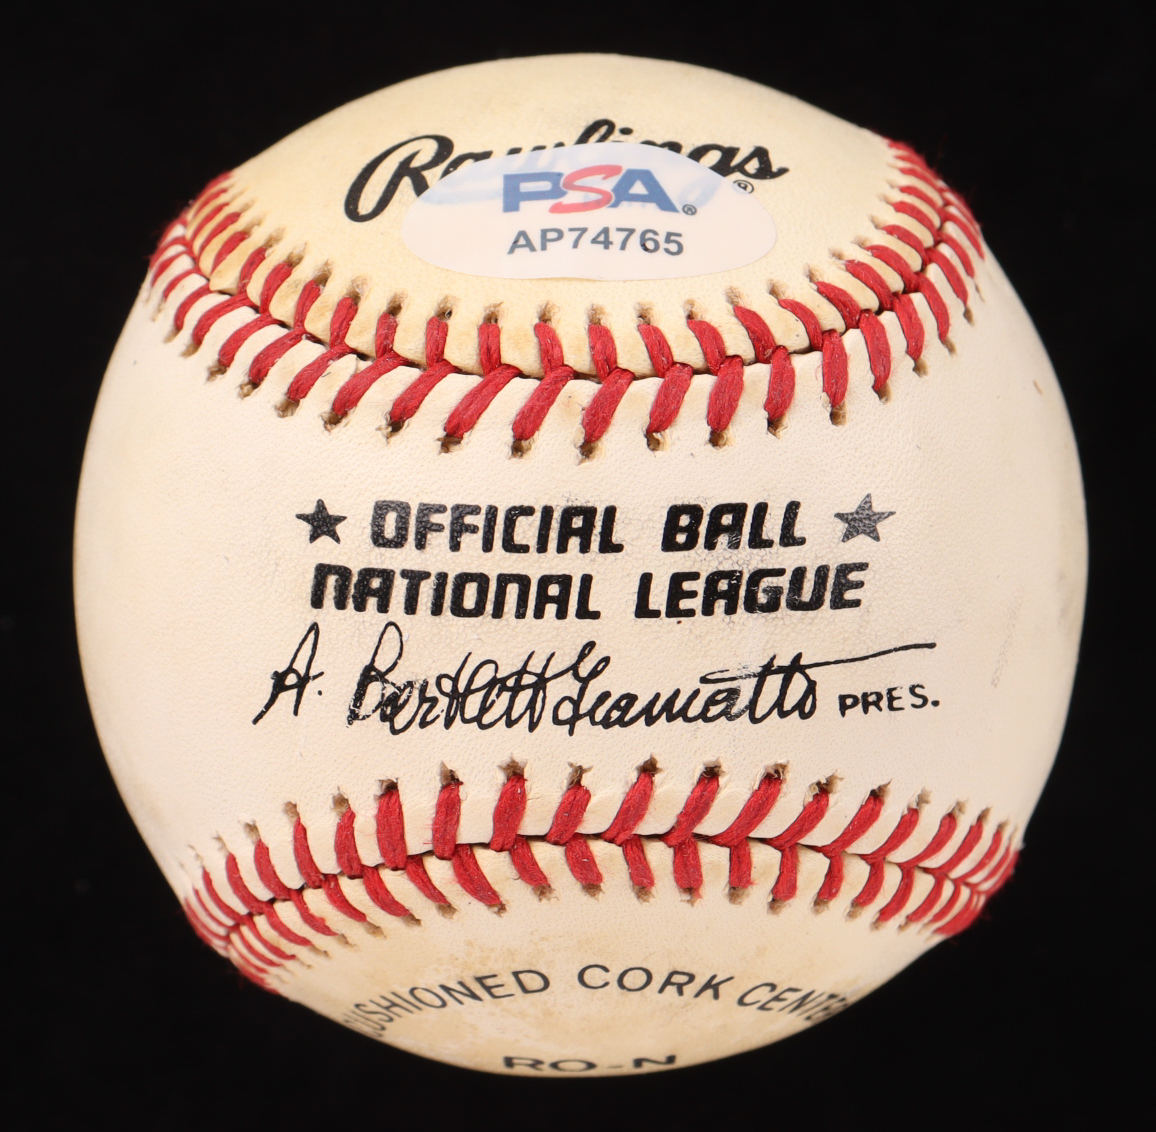 Rawlings®
PSA®
AP74765
★ OFFICIAL BALL ★
NATIONAL LEAGUE
A. Bartlett Giamatti PRES.
CUSHIONED CORK CENTER
RO-N